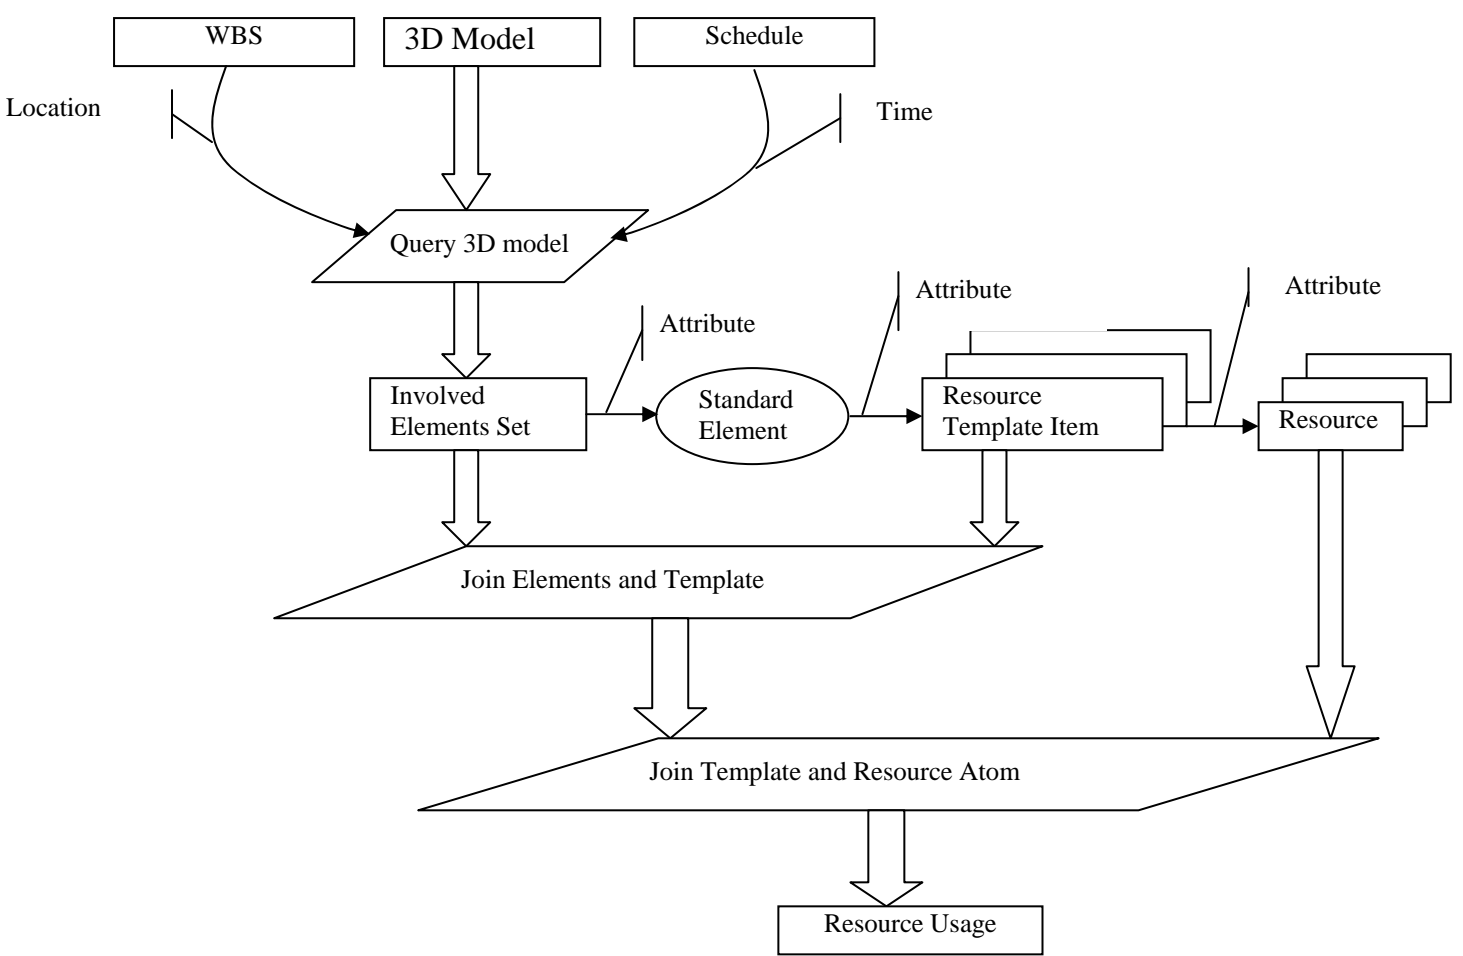 WBS
3D Model
Schedule
Location
Time
Query 3D model
Attribute
Attribute
Attribute
Involved
Elements Set
Standard
Element
Resource
Template Item
Resource
Join Elements and Template
Join Template and Resource Atom
Resource Usage